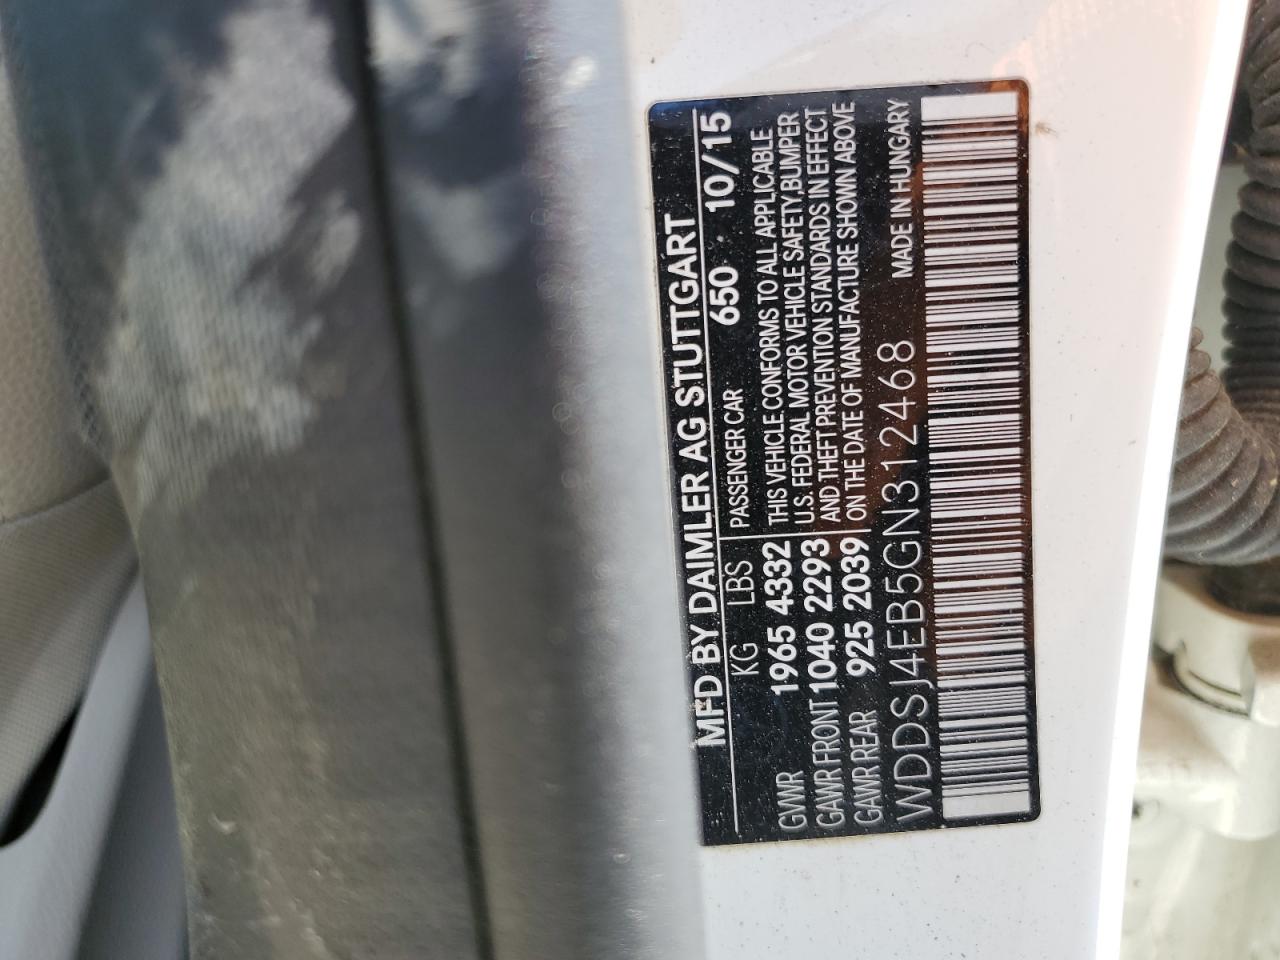 MFD BY DAIMLER AG STUTTGART
KG LBS PASSENGER CAR 650 10/15
GVWR 1965 4332 THIS VEHICLE CONFORMS TO ALL APPLICABLE
GAWR FRONT 1040 2293 U.S. FEDERAL MOTOR VEHICLE SAFETY,BUMPER
GAWR REAR 925 2039 AND THEFT PREVENTION STANDARDS IN EFFECT
ON THE DATE OF MANUFACTURE SHOWN ABOVE
WDDSJ4EB5GN312468 MADE IN HUNGARY